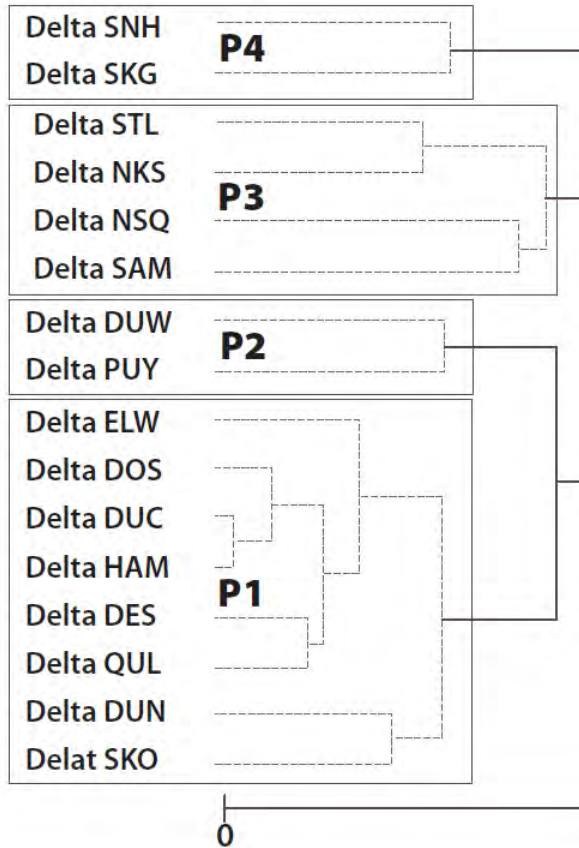 Delta SNH
P4
Delta SKG
Delta STL
Delta NKS
P3
Delta NSQ
Delta SAM
Delta DUW
P2
Delta PUY
Delta ELW
Delta DOS
Delta DUC
Delta HAM
P1
Delta DES
Delta QUL
Delta DUN
Delat SKO
0